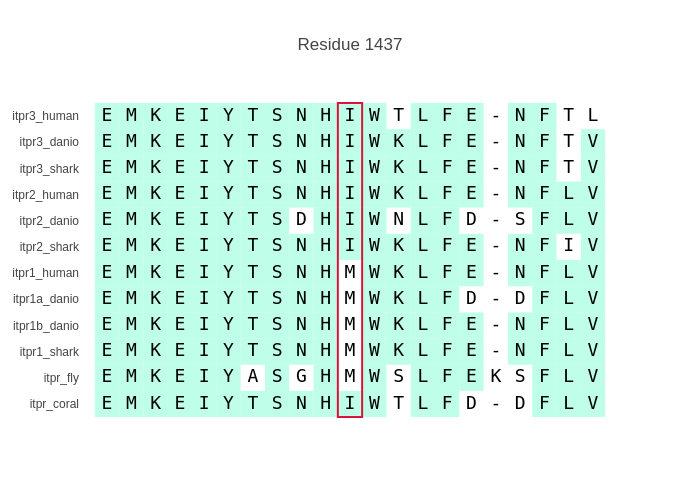 Residue 1437
itpr3_human E M K E I Y T S N H I W T L F E - N F T L
itpr3_danio E M K E I Y T S N H I W K L F E - N F T V
itpr3_shark E M K E I Y T S N H I W K L F E - N F T V
itpr2_human E M K E I Y T S N H I W K L F E - N F L V
itpr2_danio E M K E I Y T S D H I W N L F D - S F L V
itpr2_shark E M K E I Y T S N H I W K L F E - N F I V
itpr1_human E M K E I Y T S N H M W K L F E - N F L V
itpr1a_danio E M K E I Y T S N H M W K L F D - D F L V
itpr1b_danio E M K E I Y T S N H M W K L F E - N F L V
itpr1_shark E M K E I Y T S N H M W K L F E - N F L V
itpr_fly E M K E I Y A S G H M W S L F E K S F L V
itpr_coral E M K E I Y T S N H I W T L F D - D F L V